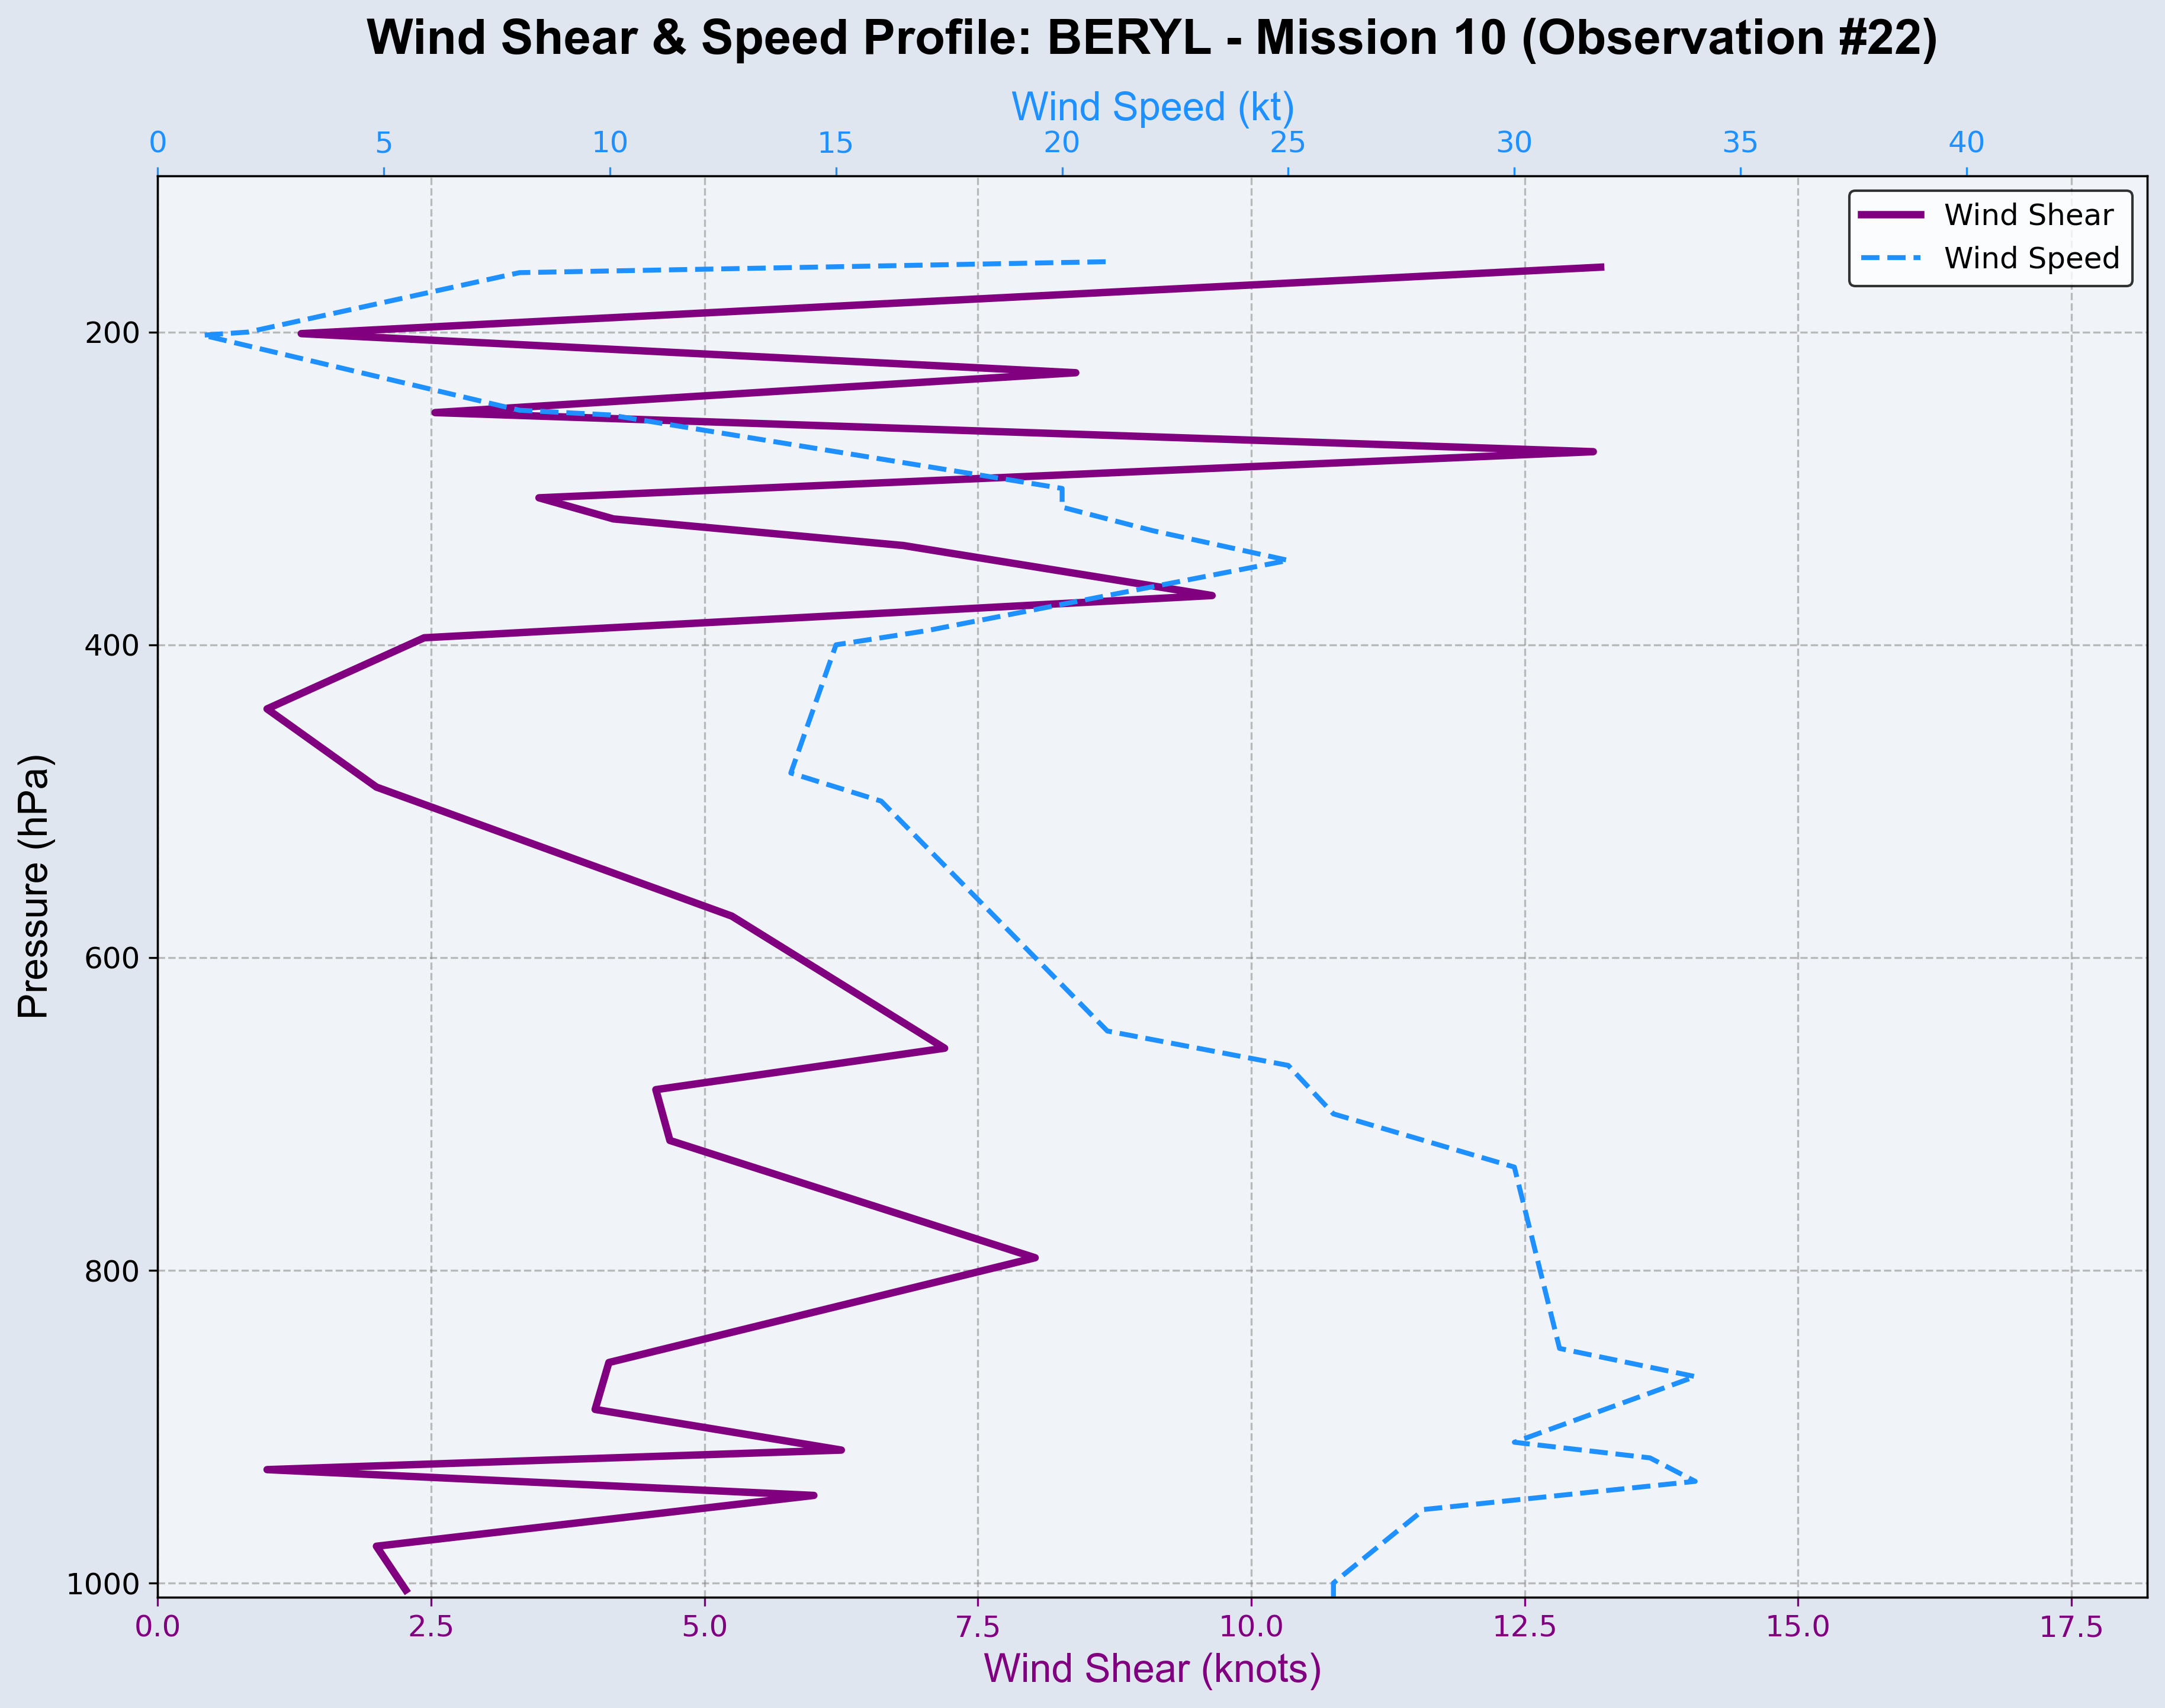 Wind Shear & Speed Profile: BERYL - Mission 10 (Observation #22)
Wind Speed (kt)
0 5 10 15 20 25 30 35 40
Wind Shear
Wind Speed
200
400
600
800
1000
Pressure (hPa)
0.0 2.5 5.0 7.5 10.0 12.5 15.0 17.5
Wind Shear (knots)